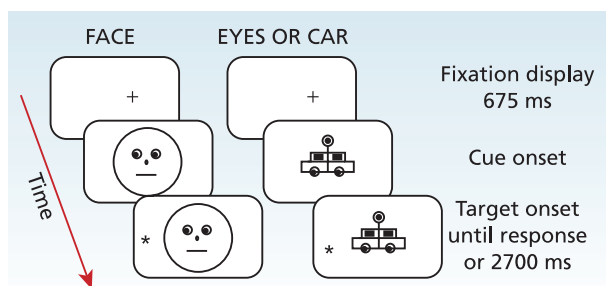 FACE
EYES OR CAR
Fixation display
675 ms
Cue onset
Time
Target onset
until response
or 2700 ms
*
*